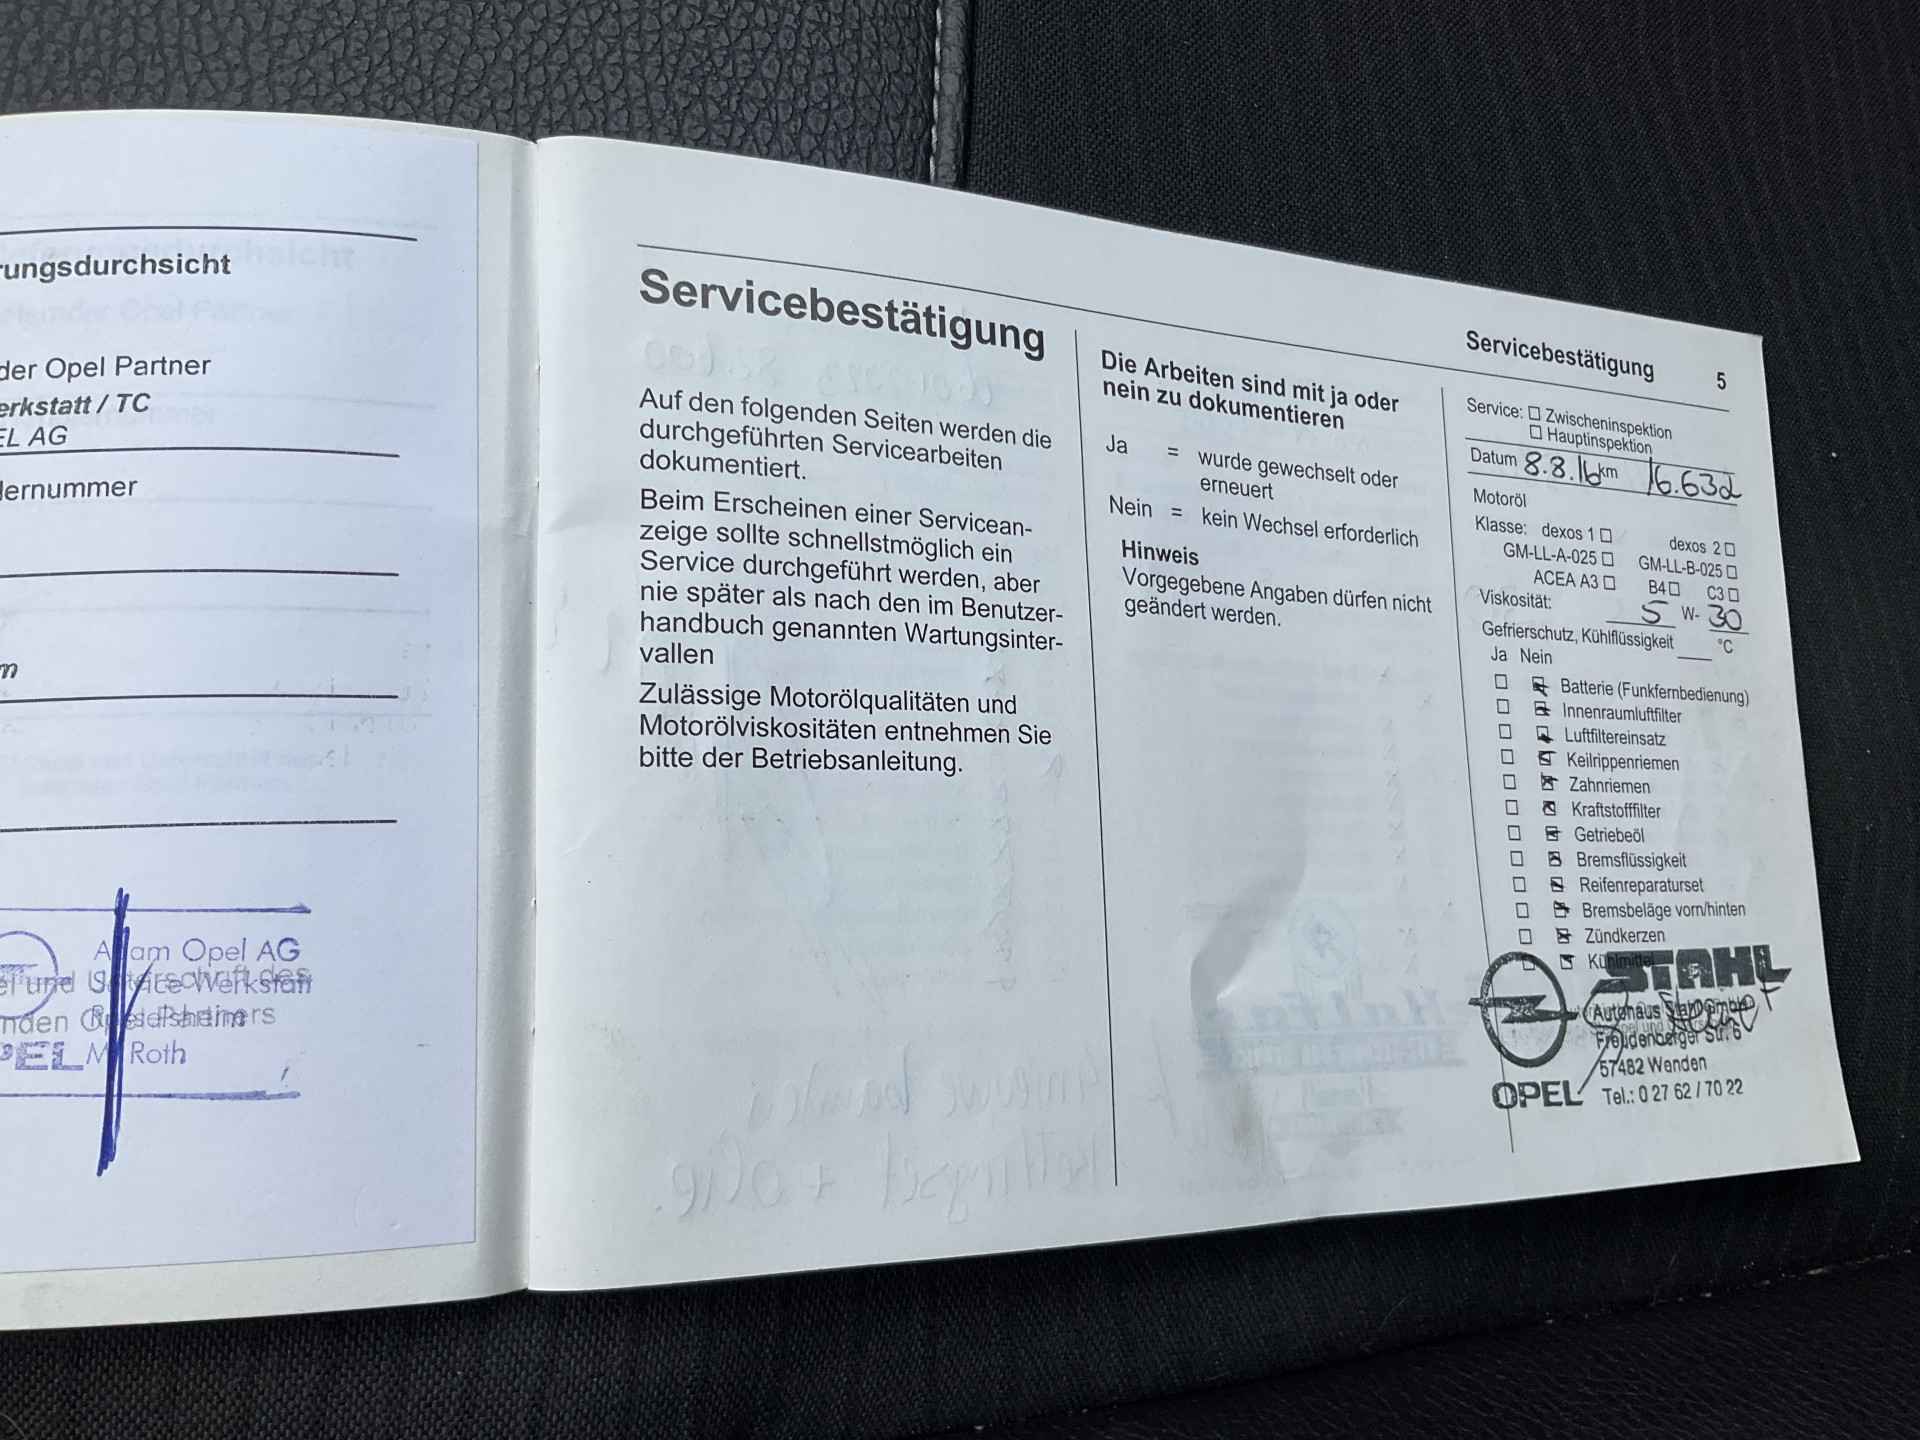 rungsdurchsicht
der Opel Partner
erkstatt / TC
EL AG
dernummer
Adam Opel AG
Service Werkstatt
Rüsselsheim
M. Roth
OPEL
Servicebestätigung
Auf den folgenden Seiten werden die
durchgeführten Servicearbeiten
dokumentiert.
Beim Erscheinen einer Servicean-
zeige sollte schnellstmöglich ein
Service durchgeführt werden, aber
nie später als nach den im Benutzer-
handbuch genannten Wartungsinter-
vallen
Zulässige Motorölqualitäten und
Motorölviskositäten entnehmen Sie
bitte der Betriebsanleitung.
Die Arbeiten sind mit ja oder
nein zu dokumentieren
Ja = wurde gewechselt oder
erneuert
Nein = kein Wechsel erforderlich
Hinweis
Vorgegebene Angaben dürfen nicht
geändert werden.
Servicebestätigung 5
Service: ☐ Zwischeninspektion
☐ Hauptinspektion
Datum 8.8.16 km 16.632
Motoröl
Klasse: dexos 1 ☐ dexos 2 ☐
GM-LL-A-025 ☐ GM-LL-B-025 ☐
ACEA A3 ☐ B4 ☐ C3 ☐
Viskosität: 5 W- 30
Gefrierschutz, Kühlflüssigkeit °C
Ja Nein
☐ ☒ Batterie (Funkfernbedienung)
☐ ☒ Innenraumluftfilter
☐ ☒ Luftfiltereinsatz
☐ ☒ Keilrippenriemen
☐ ☒ Zahnriemen
☐ ☒ Kraftstofffilter
☐ ☒ Getriebeöl
☐ ☒ Bremsflüssigkeit
☐ ☒ Reifenreparaturset
☐ ☒ Bremsbeläge vorn/hinten
☐ ☒ Zündkerzen
☐ ☒ Kühlmittel
STAHL
Autohaus Stahl GmbH
Freudenberger Str. 6
57482 Wenden
OPEL Tel.: 0 27 62 / 70 22